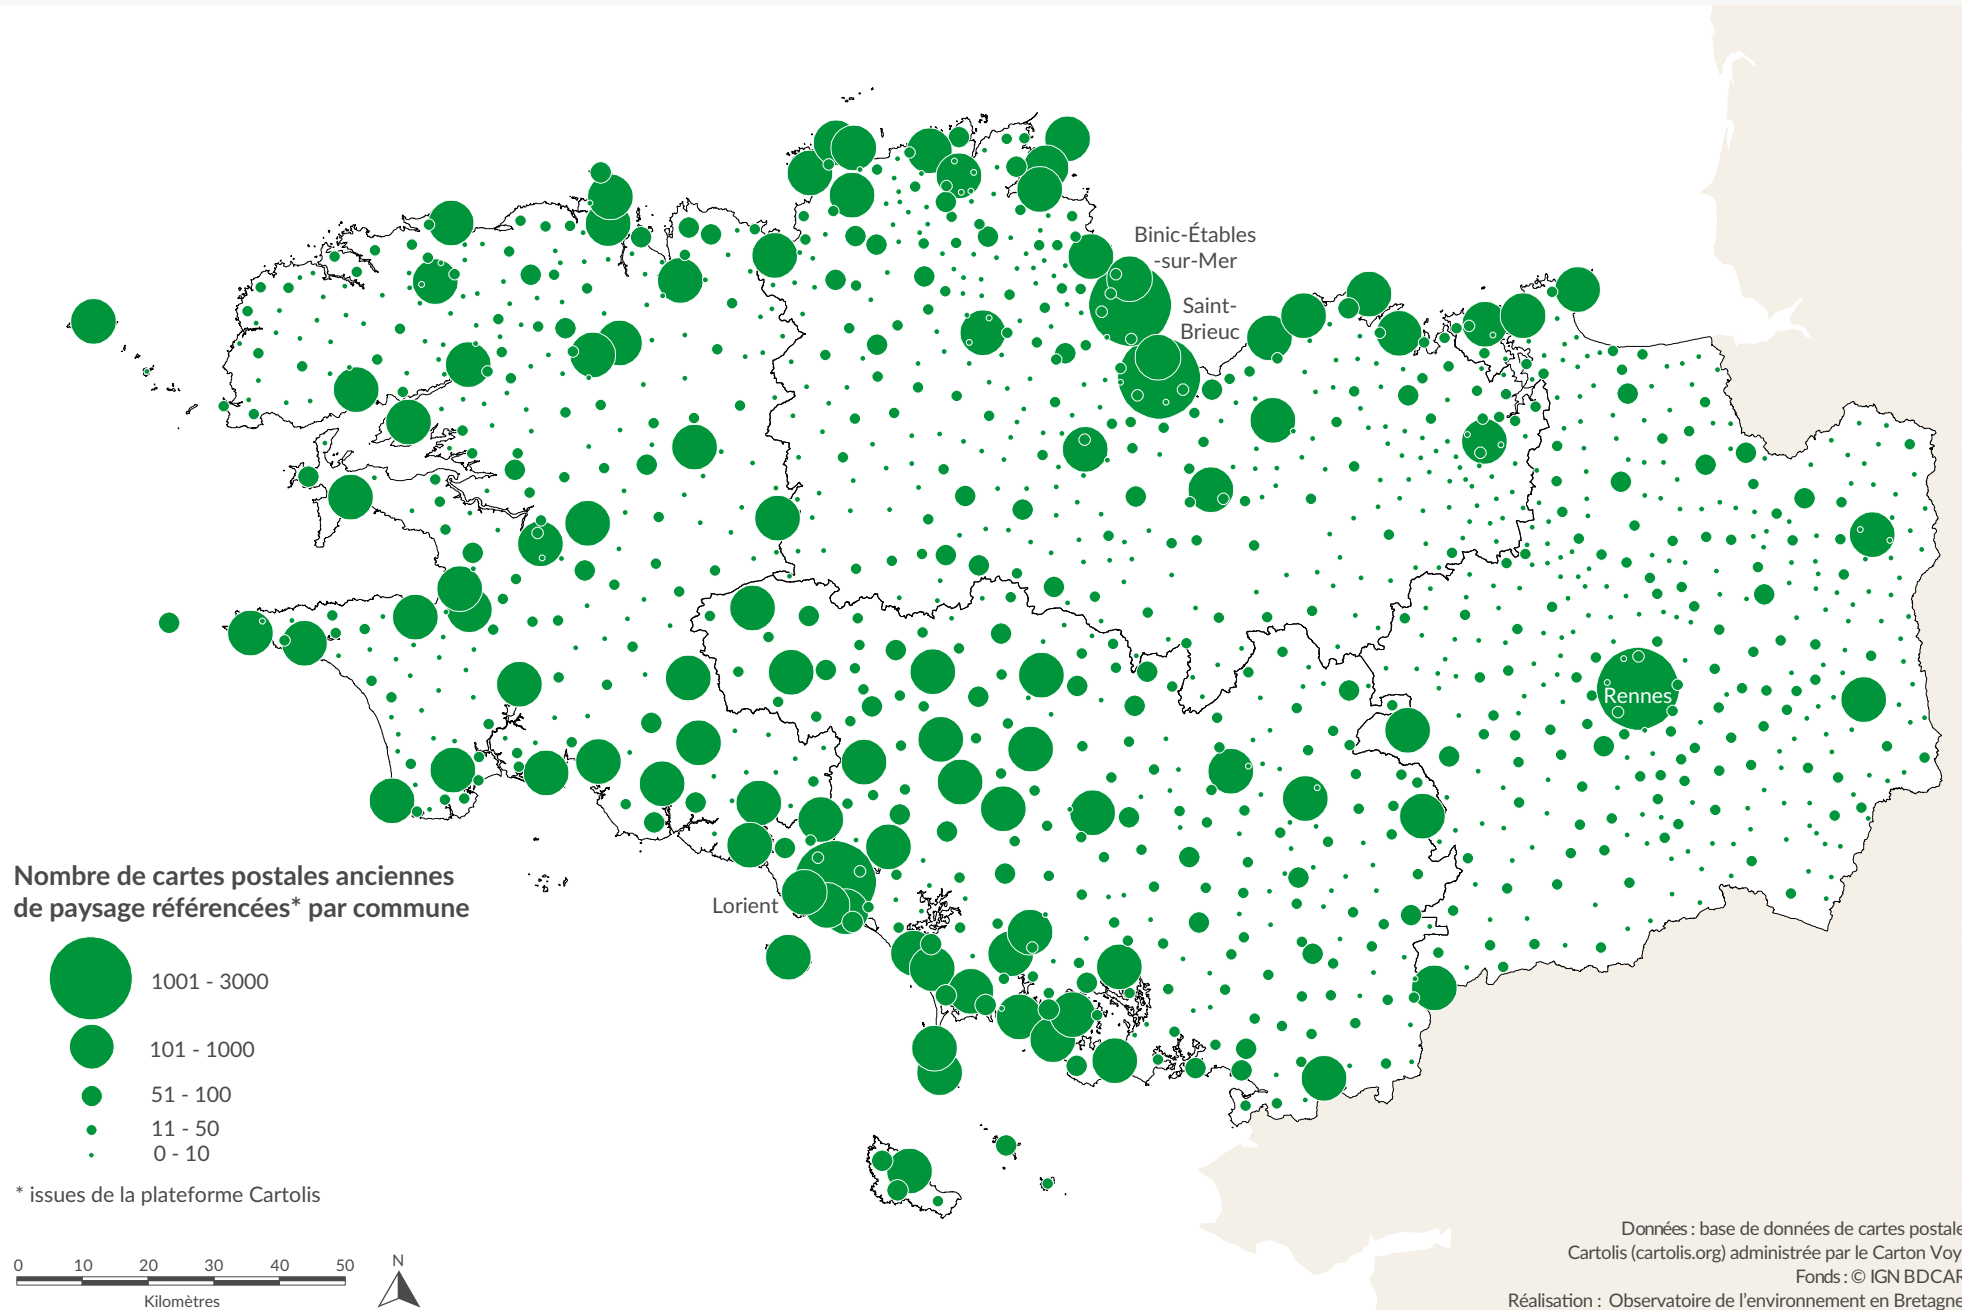 Binic-Étables
-sur-Mer
Saint-
Brieuc
Rennes
Lorient
Nombre de cartes postales anciennes
de paysage référencées* par commune
1001 - 3000
101 - 1000
51 - 100
11 - 50
0 - 10
* issues de la plateforme Cartolis
0 10 20 30 40 50
Kilomètres
N
Données : base de données de cartes postale
Cartolis (cartolis.org) administrée par le Carton Voy
Fonds : © IGN BDCAR
Réalisation : Observatoire de l'environnement en Bretagne